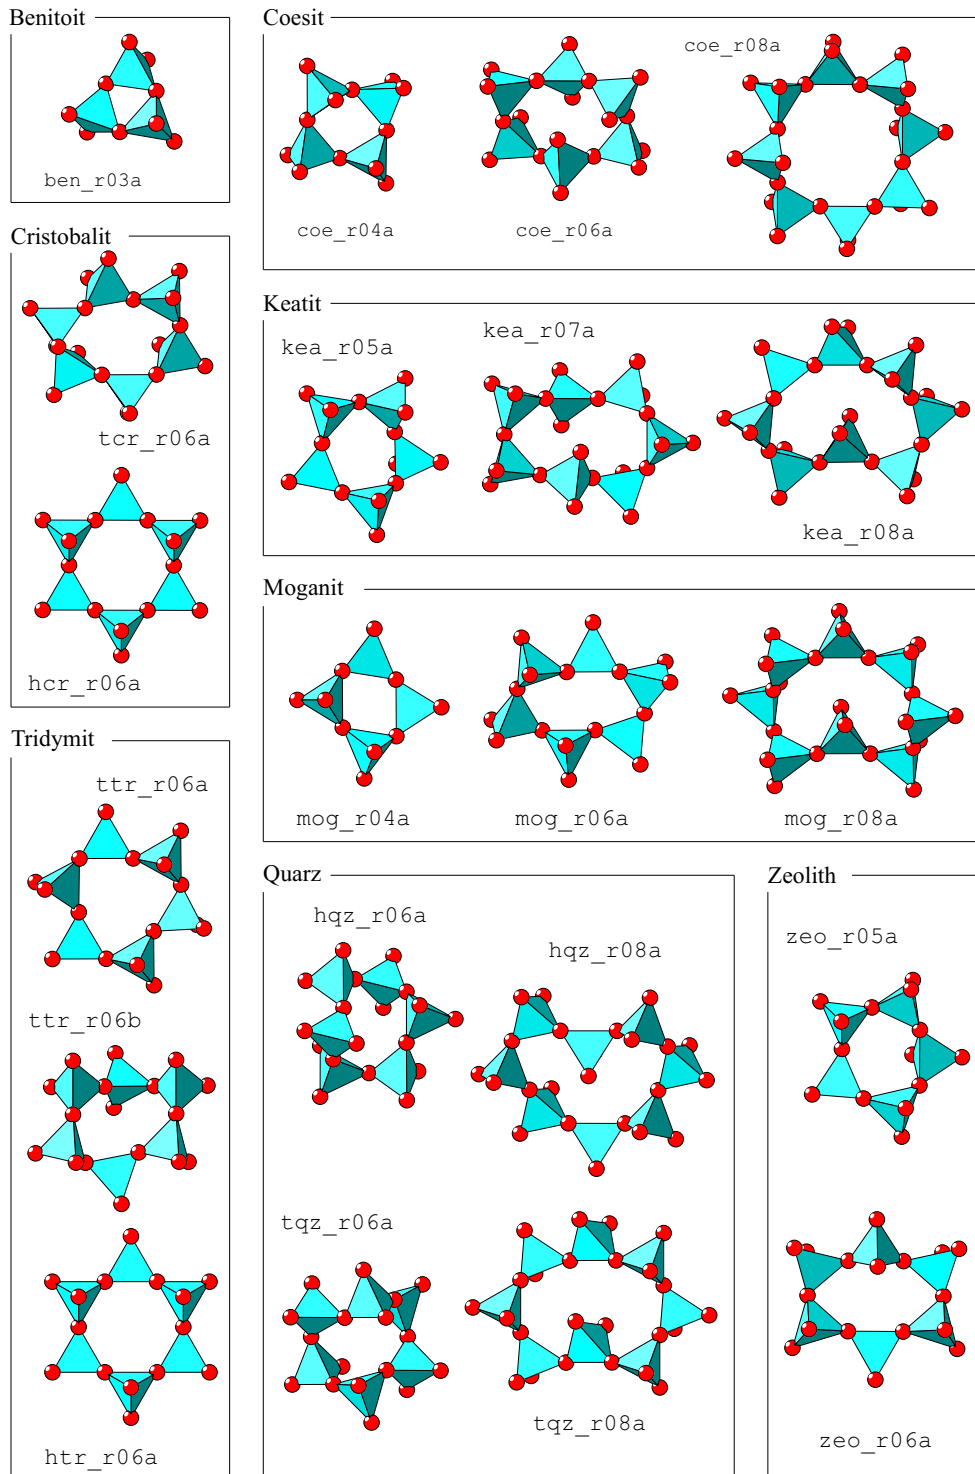 Benitoit
ben_r03a
Coesit
coe_r04a
coe_r06a
coe_r08a
Cristobalit
tcr_r06a
hcr_r06a
Keatit
kea_r05a
kea_r07a
kea_r08a
Moganit
mog_r04a
mog_r06a
mog_r08a
Tridymit
ttr_r06a
ttr_r06b
htr_r06a
Quarz
hqz_r06a
hqz_r08a
tqz_r06a
tqz_r08a
Zeolith
zeo_r05a
zeo_r06a